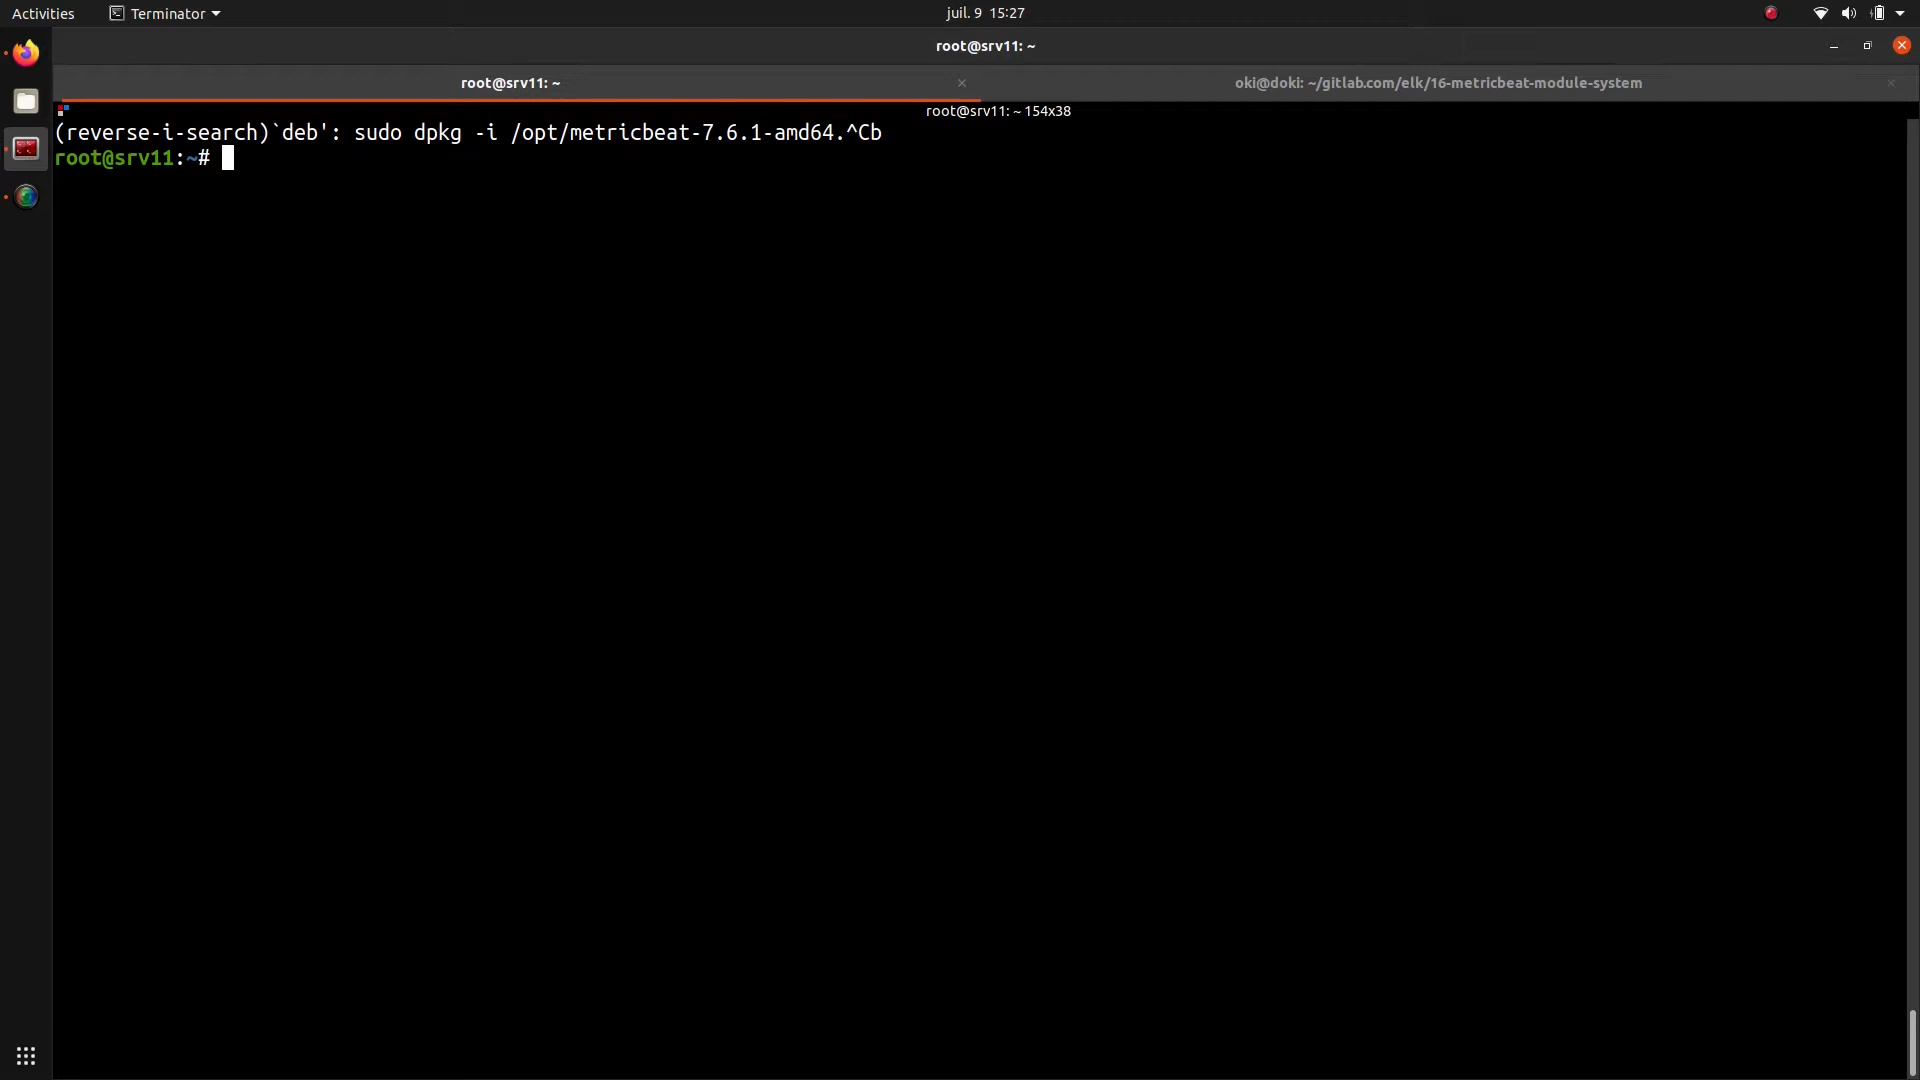 Activities Terminator juil. 9 15:27
root@srv11: ~
root@srv11: ~ oki@doki: ~/gitlab.com/elk/16-metricbeat-module-system
root@srv11: ~ 154x38
(reverse-i-search)`deb': sudo dpkg -i /opt/metricbeat-7.6.1-amd64.^Cb
root@srv11:~#